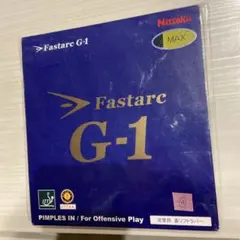 Fastarc G-1
Nittaku
MAX
Fastarc
G-1
PIMPLES IN / For Offensive Play